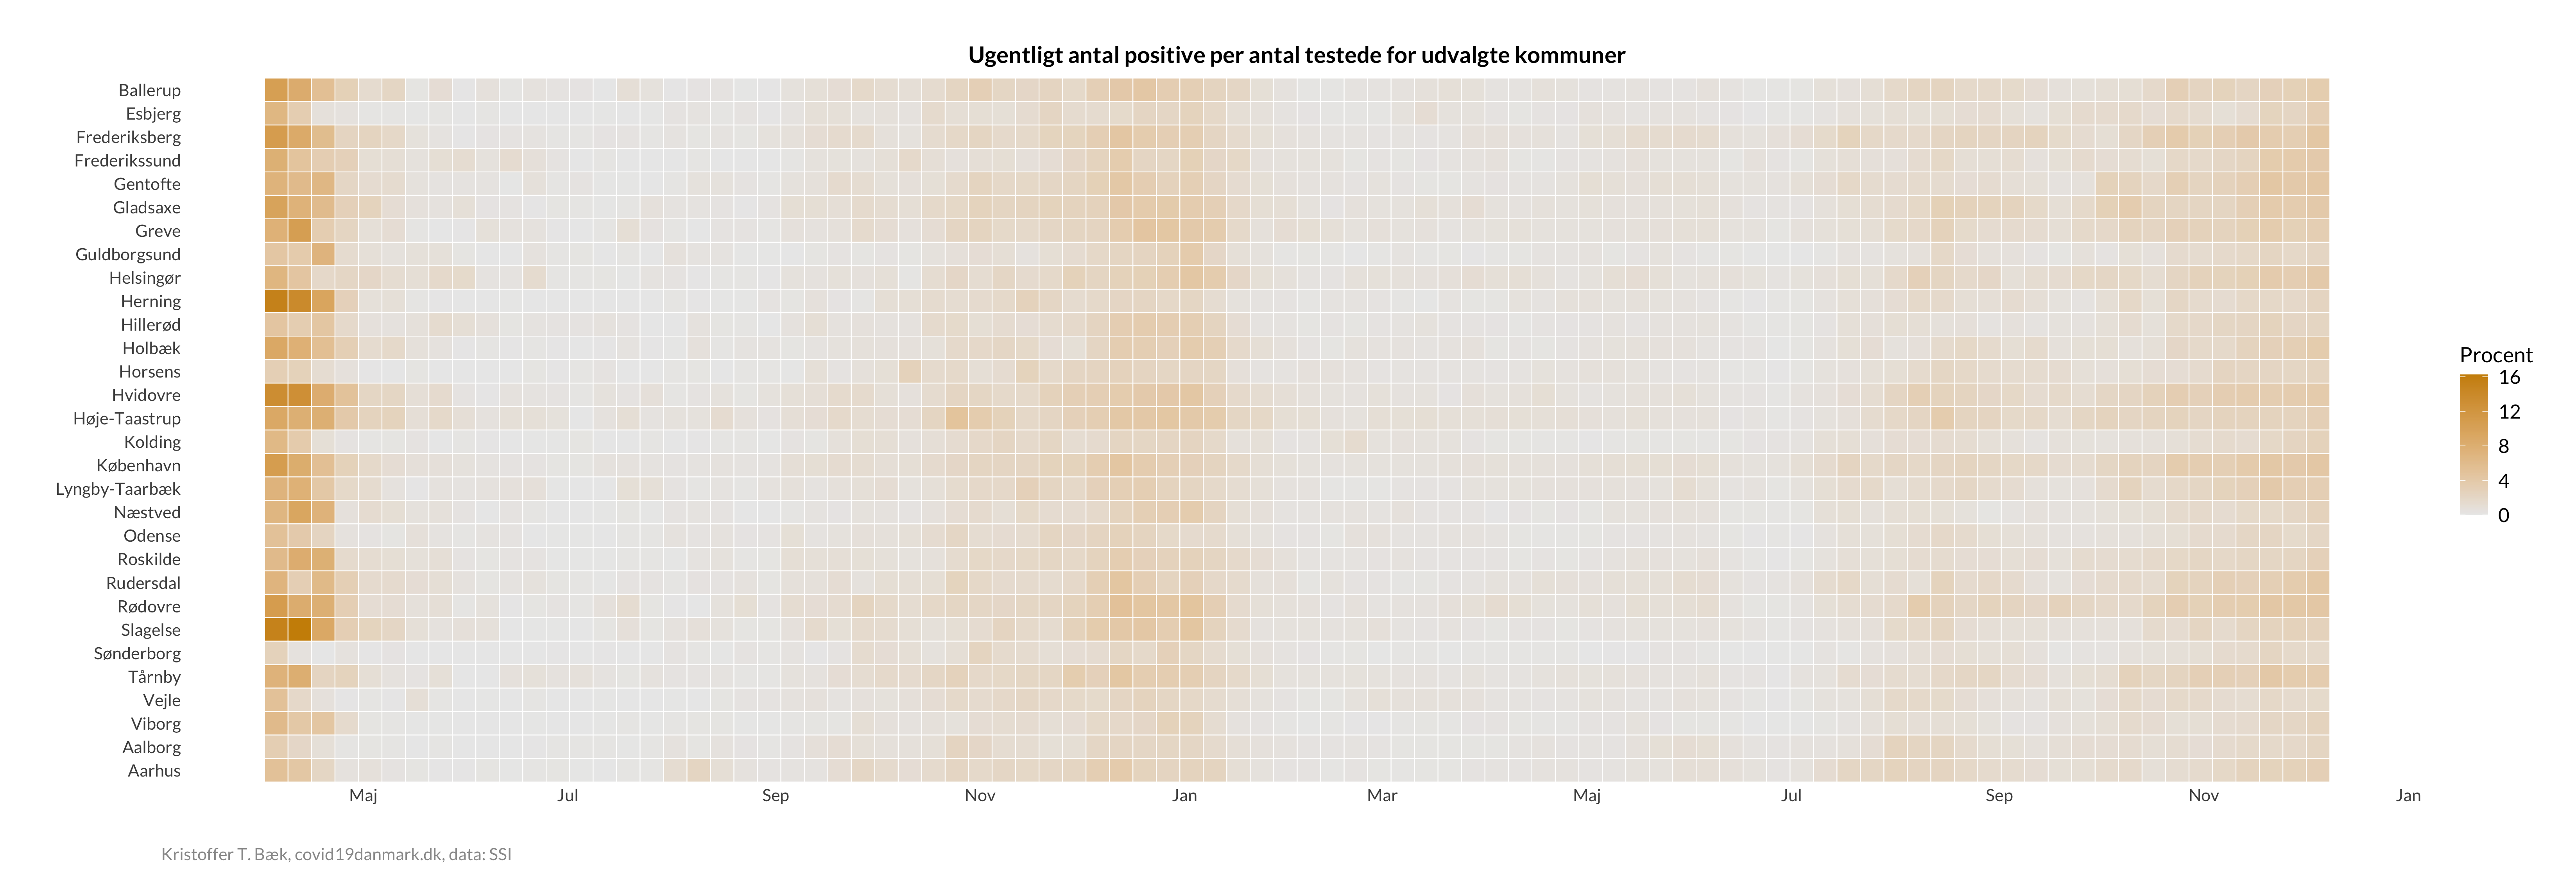 Ugentligt antal positive per antal testede for udvalgte kommuner
Ballerup
Esbjerg
Frederiksberg
Frederikssund
Gentofte
Gladsaxe
Greve
Guldborgsund
Helsingør
Herning
Hillerød
Holbæk
Horsens
Hvidovre
Høje-Taastrup
Kolding
København
Lyngby-Taarbæk
Næstved
Odense
Roskilde
Rudersdal
Rødovre
Slagelse
Sønderborg
Tårnby
Vejle
Viborg
Aalborg
Aarhus
Maj Jul Sep Nov Jan Mar Maj Jul Sep Nov Jan
Procent
16
12
8
4
0
Kristoffer T. Bæk, covid19danmark.dk, data: SSI